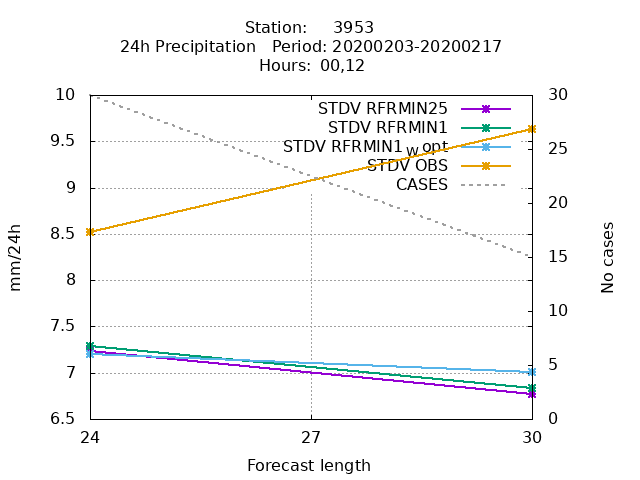 Station: 3953
24h Precipitation Period: 20200203-20200217
Hours: 00,12
10
9.5
9
8.5
8
7.5
7
6.5
30
25
20
15
10
5
0
STDV RFRMIN25
STDV RFRMIN1
STDV RFRMIN1wopt
STDV OBS
CASES
mm/24h
No cases
24 27 30
Forecast length